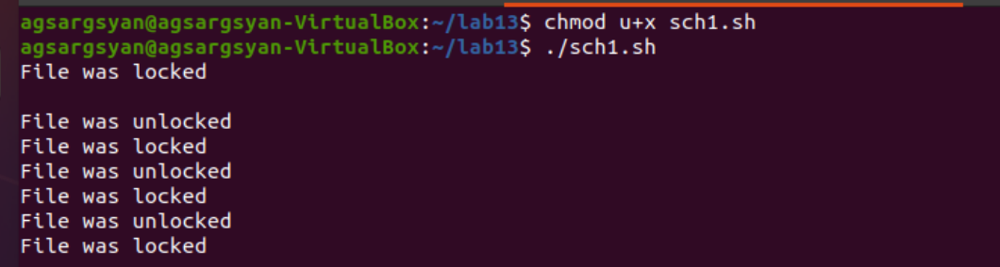 agsargsyan@agsargsyan-VirtualBox:~/lab13$ chmod u+x sch1.sh
agsargsyan@agsargsyan-VirtualBox:~/lab13$ ./sch1.sh
File was locked
File was unlocked
File was locked
File was unlocked
File was locked
File was unlocked
File was locked